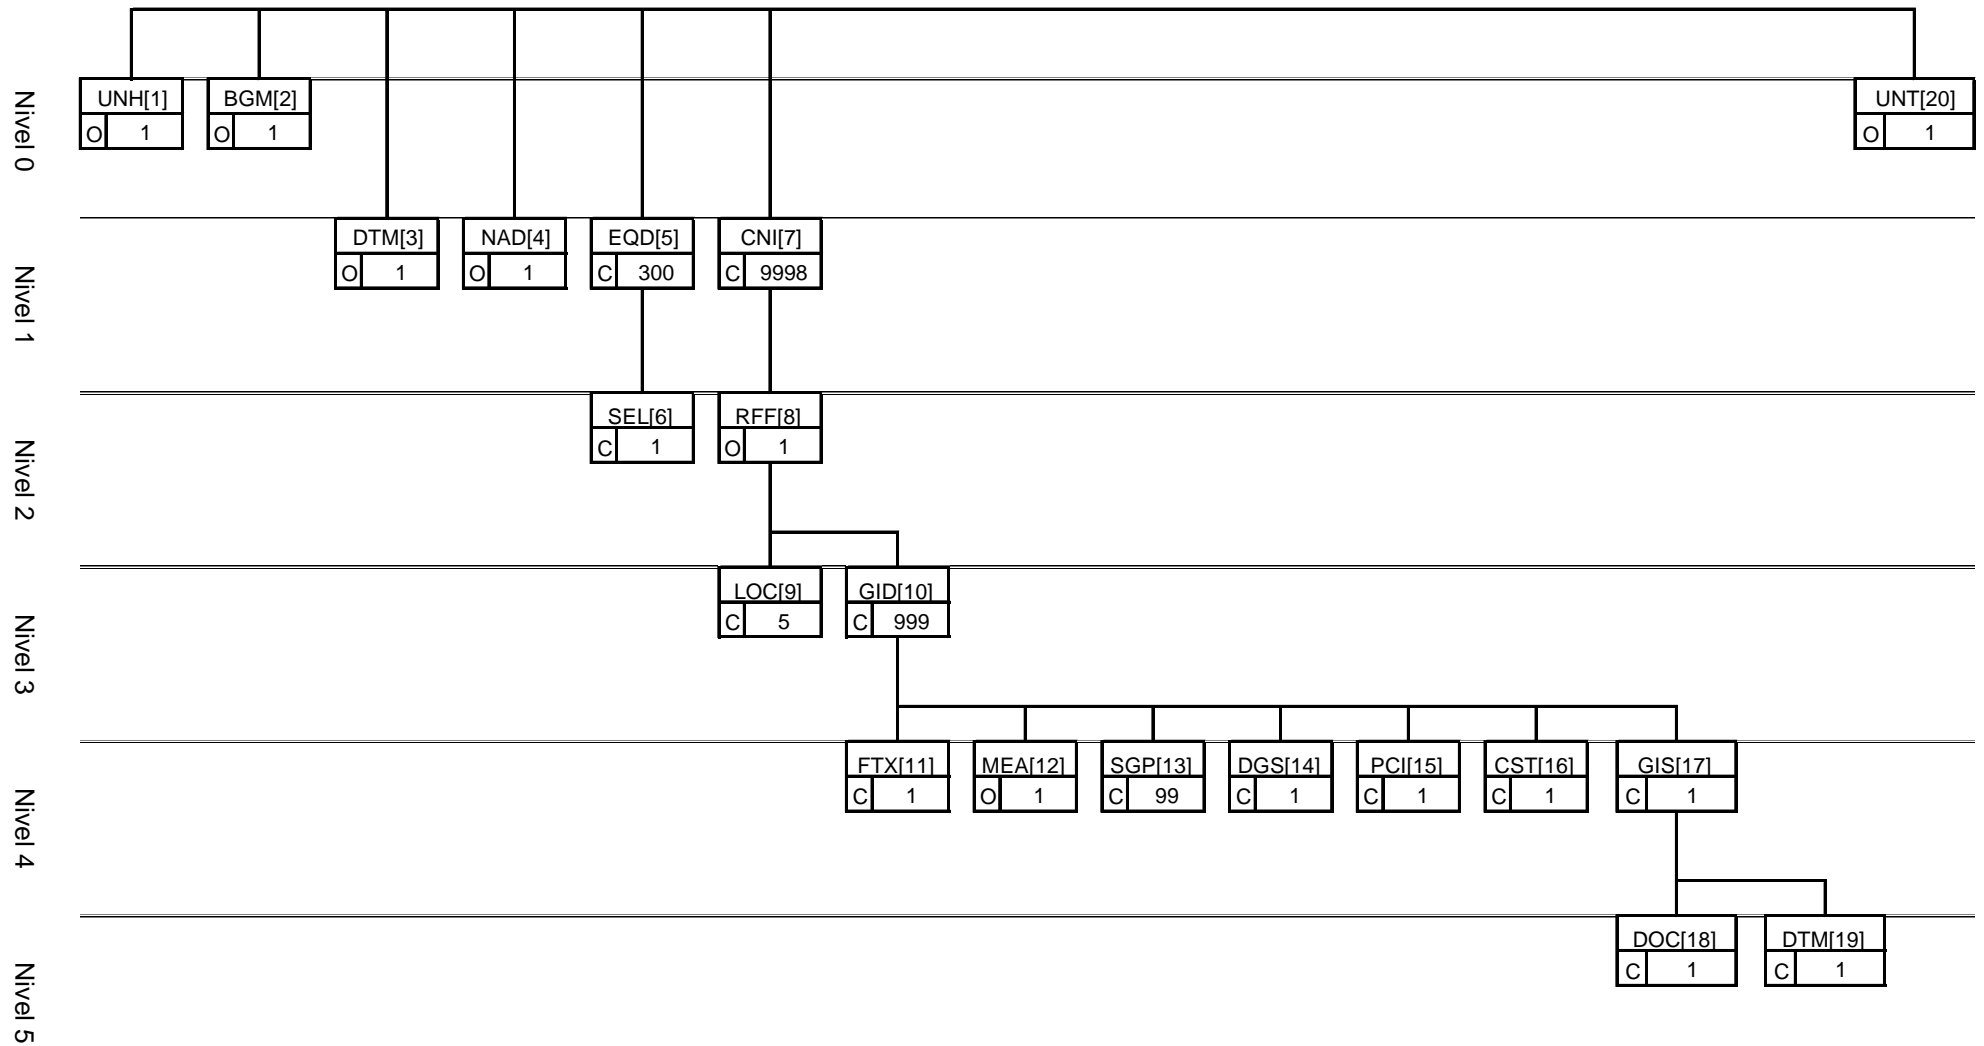 Nivel 0
UNH[1] BGM[2] UNT[20]
O 1 O 1 O 1
Nivel 1
DTM[3] NAD[4] EQD[5] CNI[7]
O 1 O 1 C 300 C 9998
Nivel 2
SEL[6] RFF[8]
C 1 O 1
Nivel 3
LOC[9] GID[10]
C 5 C 999
Nivel 4
FTX[11] MEA[12] SGP[13] DGS[14] PCI[15] CST[16] GIS[17]
C 1 O 1 C 99 C 1 C 1 C 1 C 1
Nivel 5
DOC[18] DTM[19]
C 1 C 1